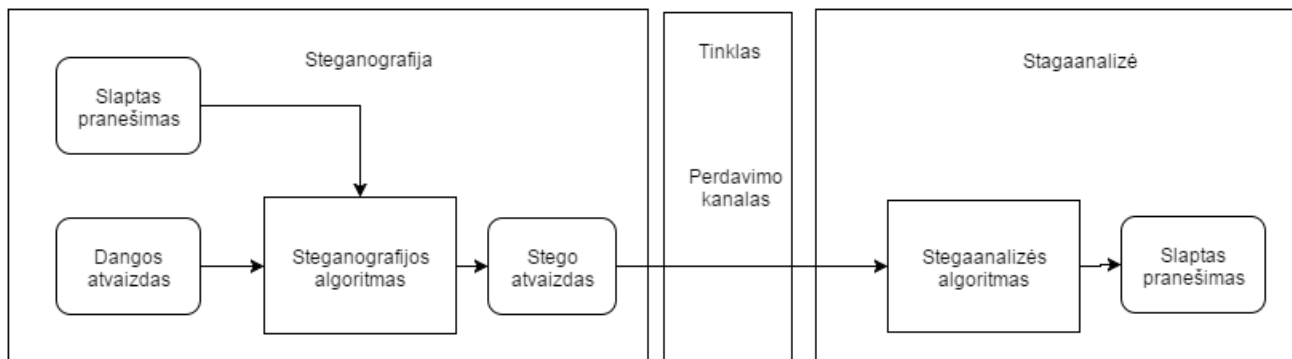 Steganografija
Slaptas
pranešimas
Dangos
atvaizdas
Steganografijos
algoritmas
Stego
atvaizdas
Tinklas
Perdavimo
kanalas
Stagaanalizė
Stegaanalizės
algoritmas
Slaptas
pranešimas